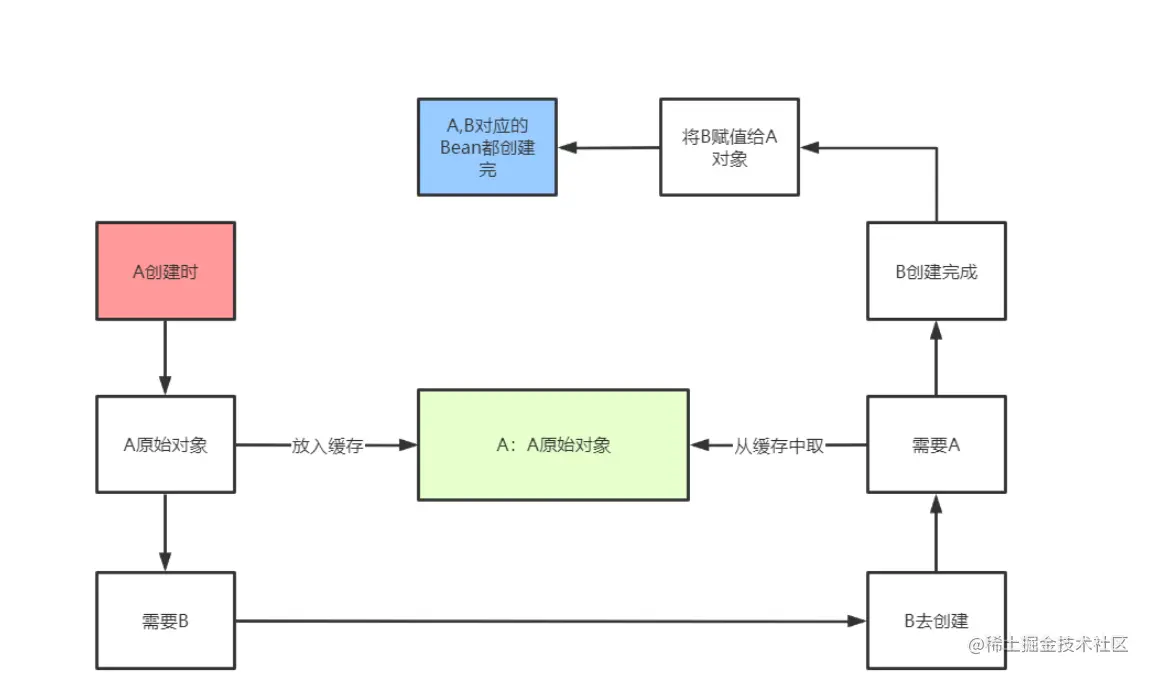 A,B对应的
Bean都创建
完
将B赋值给A
对象
A创建时
B创建完成
A原始对象
放入缓存
A：A原始对象
从缓存中取
需要A
需要B
B去创建
@稀土掘金技术社区